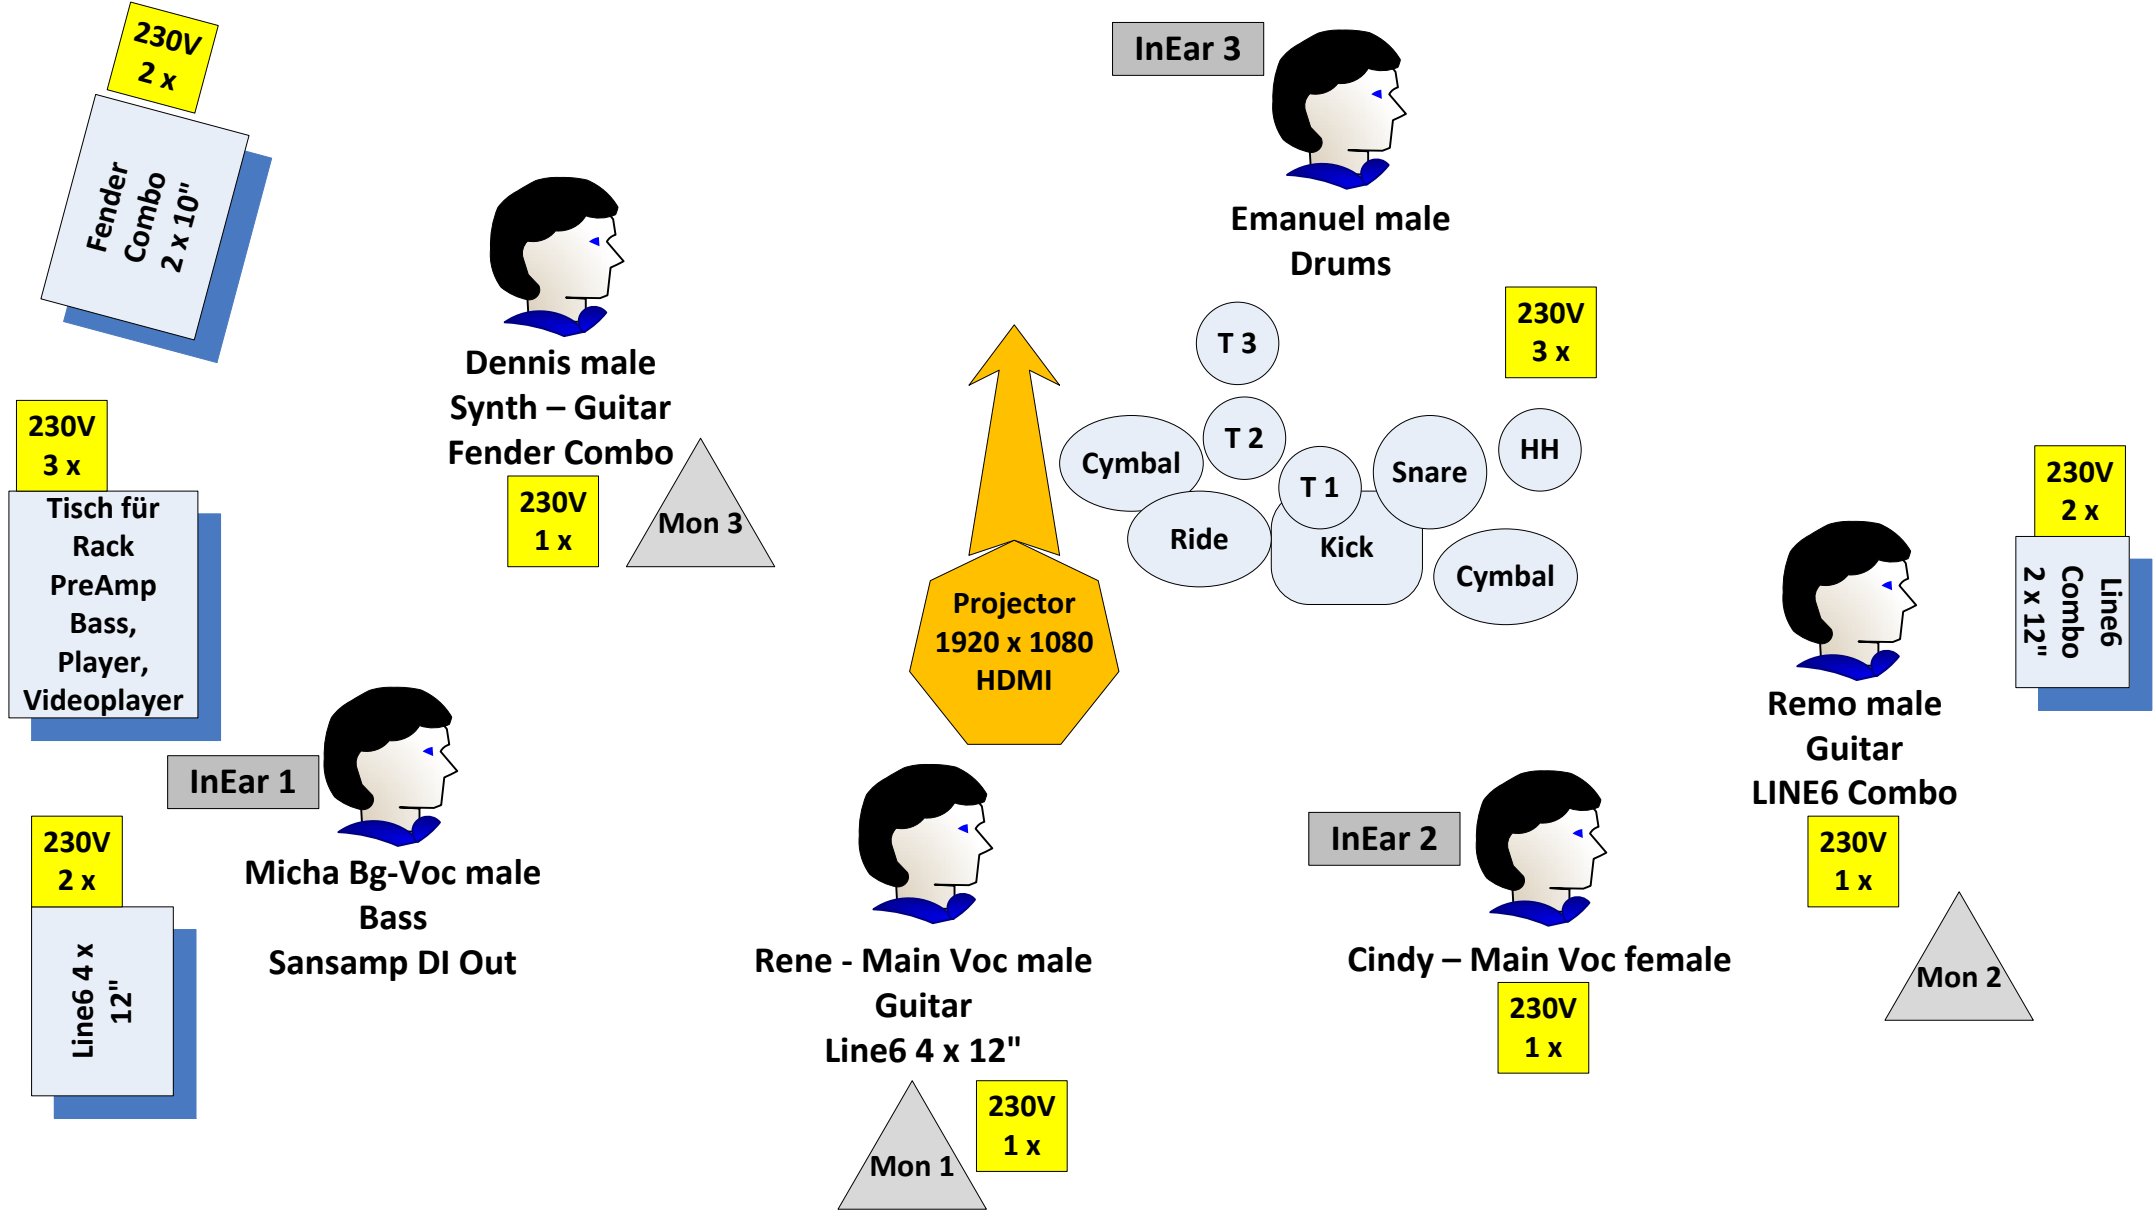 230V
2 x
Fender
Combo
2 x 10"
InEar 3
Emanuel male
Drums
Dennis male
Synth – Guitar
Fender Combo
230V
1 x
Mon 3
230V
3 x
T 3
T 2
T 1
Cymbal
Ride
Kick
Snare
HH
Cymbal
230V
3 x
Tisch für
Rack
PreAmp
Bass,
Player,
Videoplayer
Projector
1920 x 1080
HDMI
230V
2 x
Line6
Combo
2 x 12"
Remo male
Guitar
LINE6 Combo
230V
1 x
Mon 2
InEar 1
Micha Bg-Voc male
Bass
Sansamp DI Out
230V
2 x
Line6 4 x
12"
Rene - Main Voc male
Guitar
Line6 4 x 12"
Mon 1
230V
1 x
InEar 2
Cindy – Main Voc female
230V
1 x